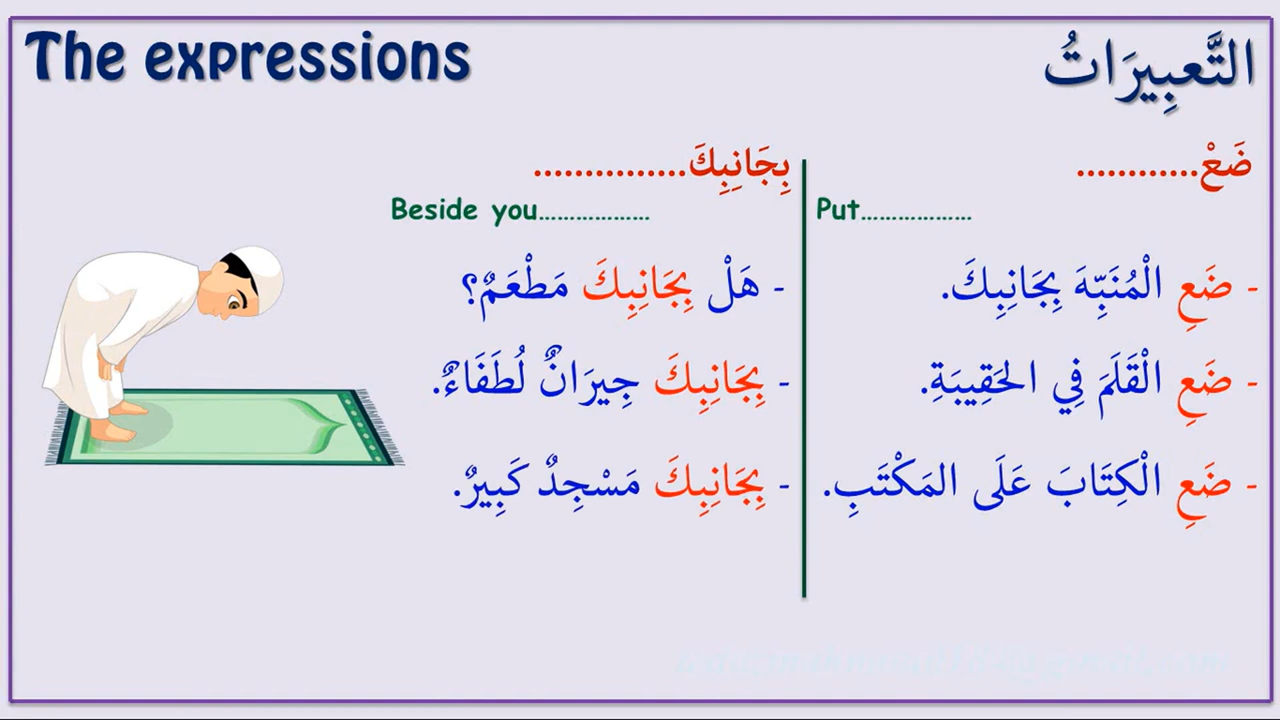 The expressions
التَّعبِيرَاتُ
ضَعْ............
Put..................
- ضَعِ الْمُنَبِّهَ بِجَانِبِكَ.
- ضَعِ الْقَلَمَ فِي الحَقِيبَةِ.
- ضَعِ الْكِتَابَ عَلَى المَكْتَبِ.
بِجَانِبِكَ...............
Beside you..................
- هَلْ بِجَانِبِكَ مَطْعَمٌ؟
- بِجَانِبِكَ جِيرَانٌ لُطَفَاءٌ.
- بِجَانِبِكَ مَسْجِدٌ كَبِيرٌ.